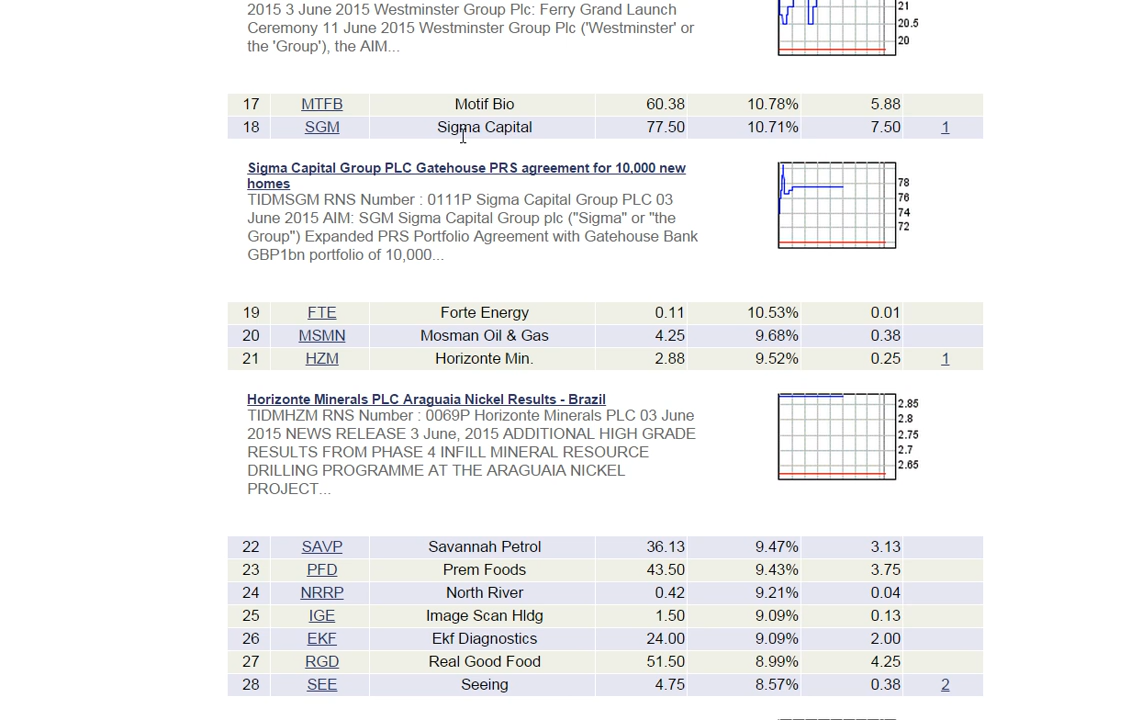 2015 3 June 2015 Westminster Group Plc: Ferry Grand Launch
Ceremony 11 June 2015 Westminster Group Plc ('Westminster' or
the 'Group'), the AIM...
21
20.5
20
17 MTFB Motif Bio 60.38 10.78% 5.88
18 SGM Sigma Capital 77.50 10.71% 7.50 1
Sigma Capital Group PLC Gatehouse PRS agreement for 10,000 new
homes
TIDMSGM RNS Number : 0111P Sigma Capital Group PLC 03
June 2015 AIM: SGM Sigma Capital Group plc ("Sigma" or "the
Group") Expanded PRS Portfolio Agreement with Gatehouse Bank
GBP1bn portfolio of 10,000...
78
76
74
72
19 FTE Forte Energy 0.11 10.53% 0.01
20 MSMN Mosman Oil & Gas 4.25 9.68% 0.38
21 HZM Horizonte Min. 2.88 9.52% 0.25 1
Horizonte Minerals PLC Araguaia Nickel Results - Brazil
TIDMHZM RNS Number : 0069P Horizonte Minerals PLC 03 June
2015 NEWS RELEASE 3 June, 2015 ADDITIONAL HIGH GRADE
RESULTS FROM PHASE 4 INFILL MINERAL RESOURCE
DRILLING PROGRAMME AT THE ARAGUAIA NICKEL
PROJECT...
2.85
2.8
2.75
2.7
2.65
22 SAVP Savannah Petrol 36.13 9.47% 3.13
23 PFD Prem Foods 43.50 9.43% 3.75
24 NRRP North River 0.42 9.21% 0.04
25 IGE Image Scan Hldg 1.50 9.09% 0.13
26 EKF Ekf Diagnostics 24.00 9.09% 2.00
27 RGD Real Good Food 51.50 8.99% 4.25
28 SEE Seeing 4.75 8.57% 0.38 2